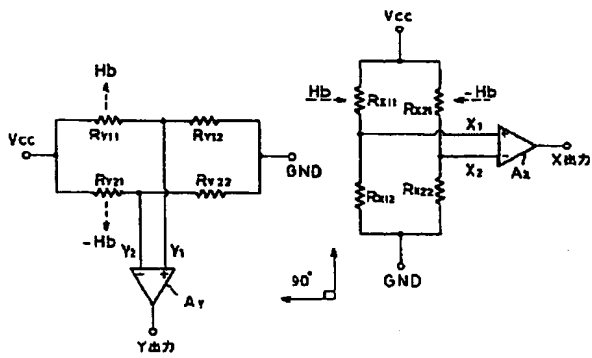 Hb
RY11
RY12
Vcc
GND
RY21
RY22
-Hb
Y2
Y1
AY
Y出力
Vcc
Hb
-Hb
RX11
RX21
X1
X2
AX
X出力
RX12
RX22
GND
90°